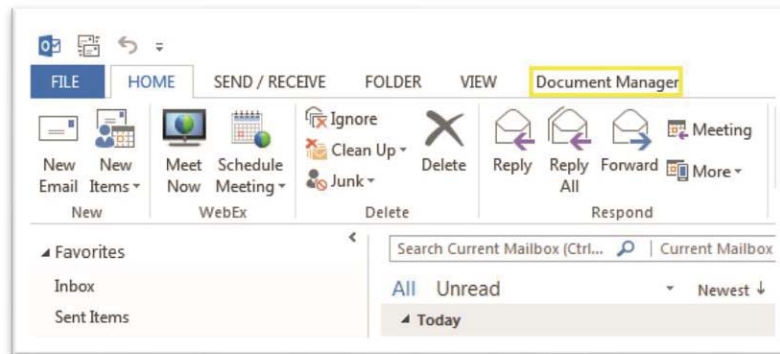 FILE HOME SEND / RECEIVE FOLDER VIEW Document Manager
New Email
New Items
Meet Now
Schedule Meeting
Ignore
Clean Up
Junk
Delete
Reply
Reply All
Forward
Meeting
More
New WebEx Delete Respond
Favorites
Inbox
Sent Items
Search Current Mailbox (Ctrl... Current Mailbox
All Unread Newest
Today